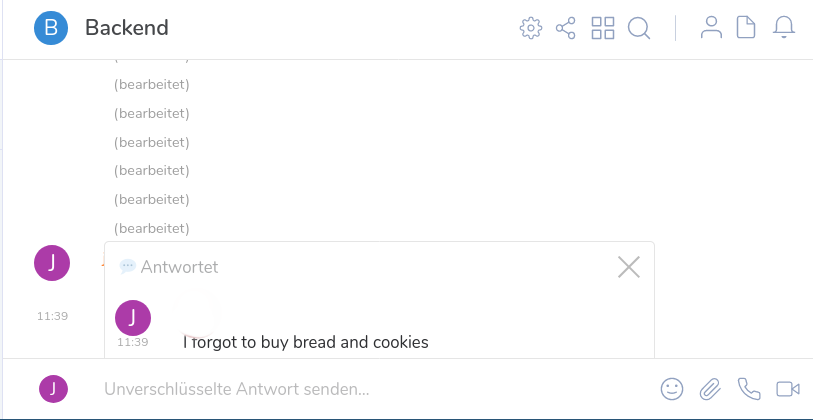 B Backend
(bearbeitet)
(bearbeitet)
(bearbeitet)
(bearbeitet)
(bearbeitet)
(bearbeitet)
J
Antwortet
J
11:39
11:39 I forgot to buy bread and cookies
J Unverschlüsselte Antwort senden...